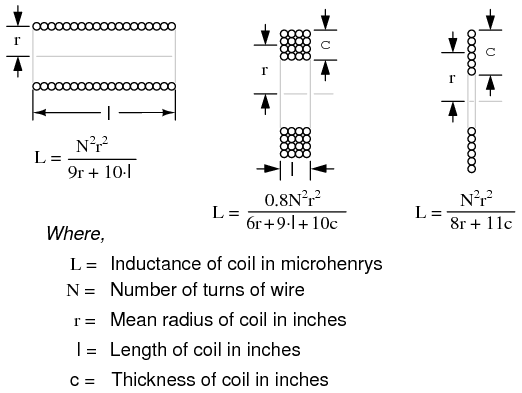 r
l
L = N²r² / 9r + 10·l
c
r
l
L = 0.8N²r² / 6r + 9·l + 10c
c
r
L = N²r² / 8r + 11c
Where,
L = Inductance of coil in microhenrys
N = Number of turns of wire
r = Mean radius of coil in inches
l = Length of coil in inches
c = Thickness of coil in inches